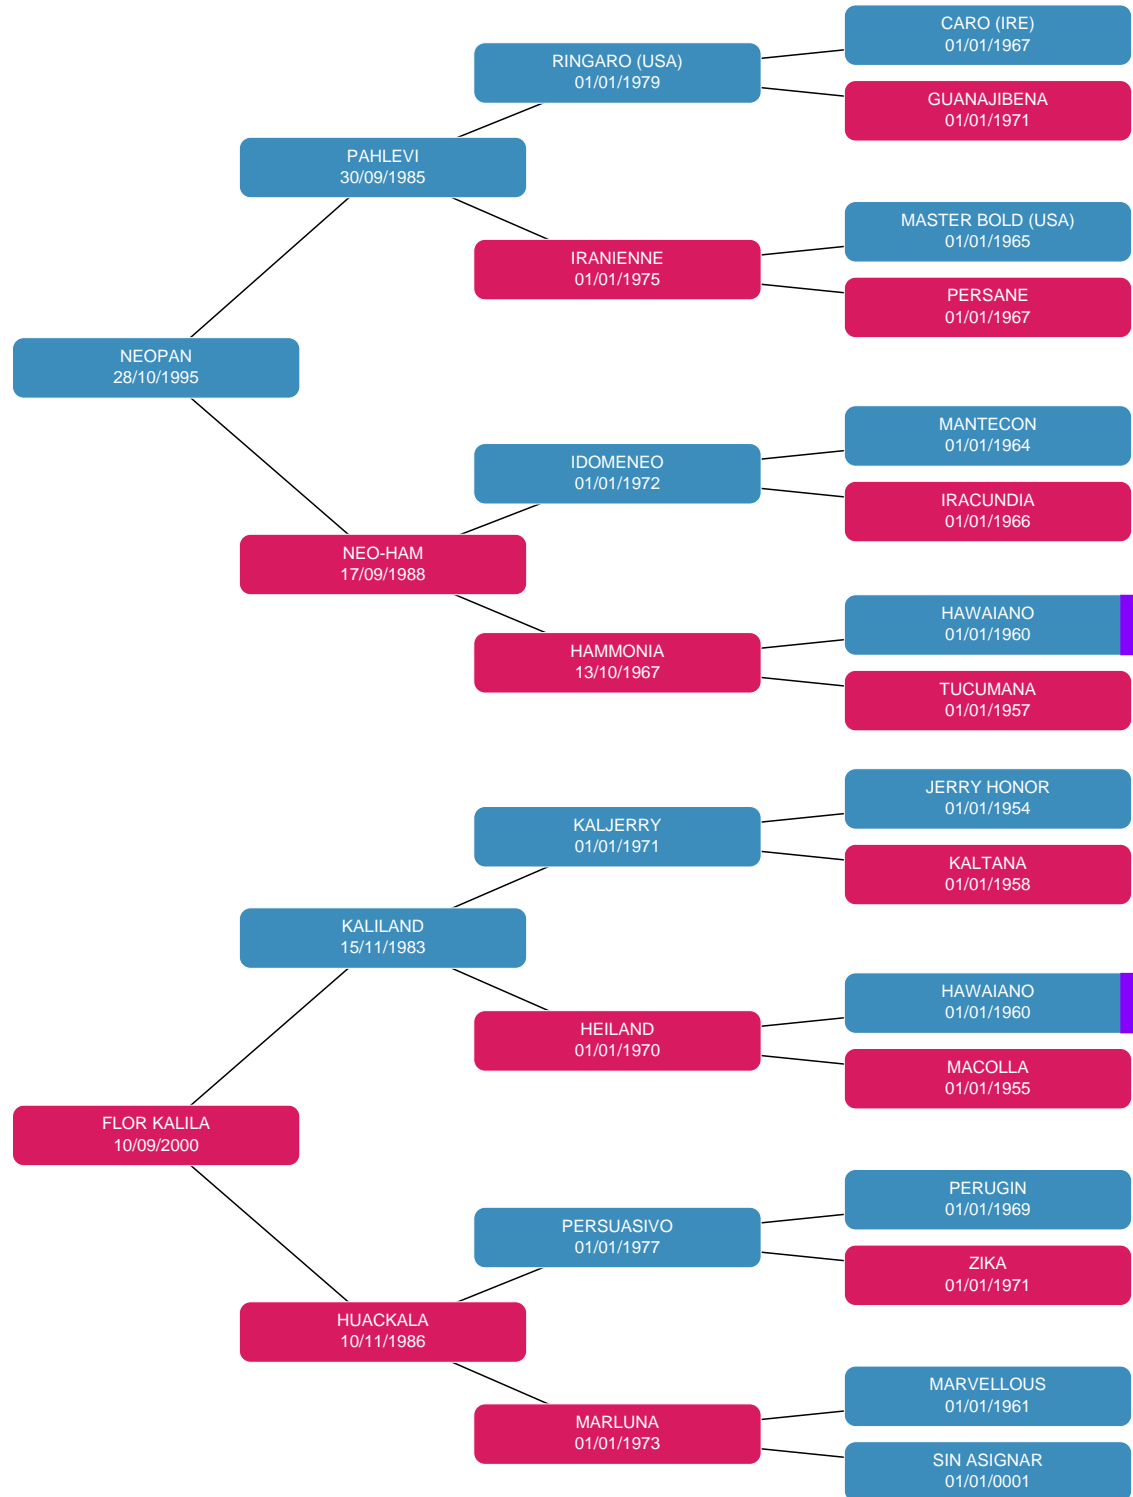 CARO (IRE)
01/01/1967
RINGARO (USA)
01/01/1979
GUANAJIBENA
01/01/1971
PAHLEVI
30/09/1985
MASTER BOLD (USA)
01/01/1965
IRANIENNE
01/01/1975
PERSANE
01/01/1967
NEOPAN
28/10/1995
MANTECON
01/01/1964
IDOMENEO
01/01/1972
IRACUNDIA
01/01/1966
NEO-HAM
17/09/1988
HAWAIANO
01/01/1960
HAMMONIA
13/10/1967
TUCUMANA
01/01/1957
JERRY HONOR
01/01/1954
KALJERRY
01/01/1971
KALTANA
01/01/1958
KALILAND
15/11/1983
HAWAIANO
01/01/1960
HEILAND
01/01/1970
MACOLLA
01/01/1955
FLOR KALILA
10/09/2000
PERUGIN
01/01/1969
PERSUASIVO
01/01/1977
ZIKA
01/01/1971
HUACKALA
10/11/1986
MARVELLOUS
01/01/1961
MARLUNA
01/01/1973
SIN ASIGNAR
01/01/0001